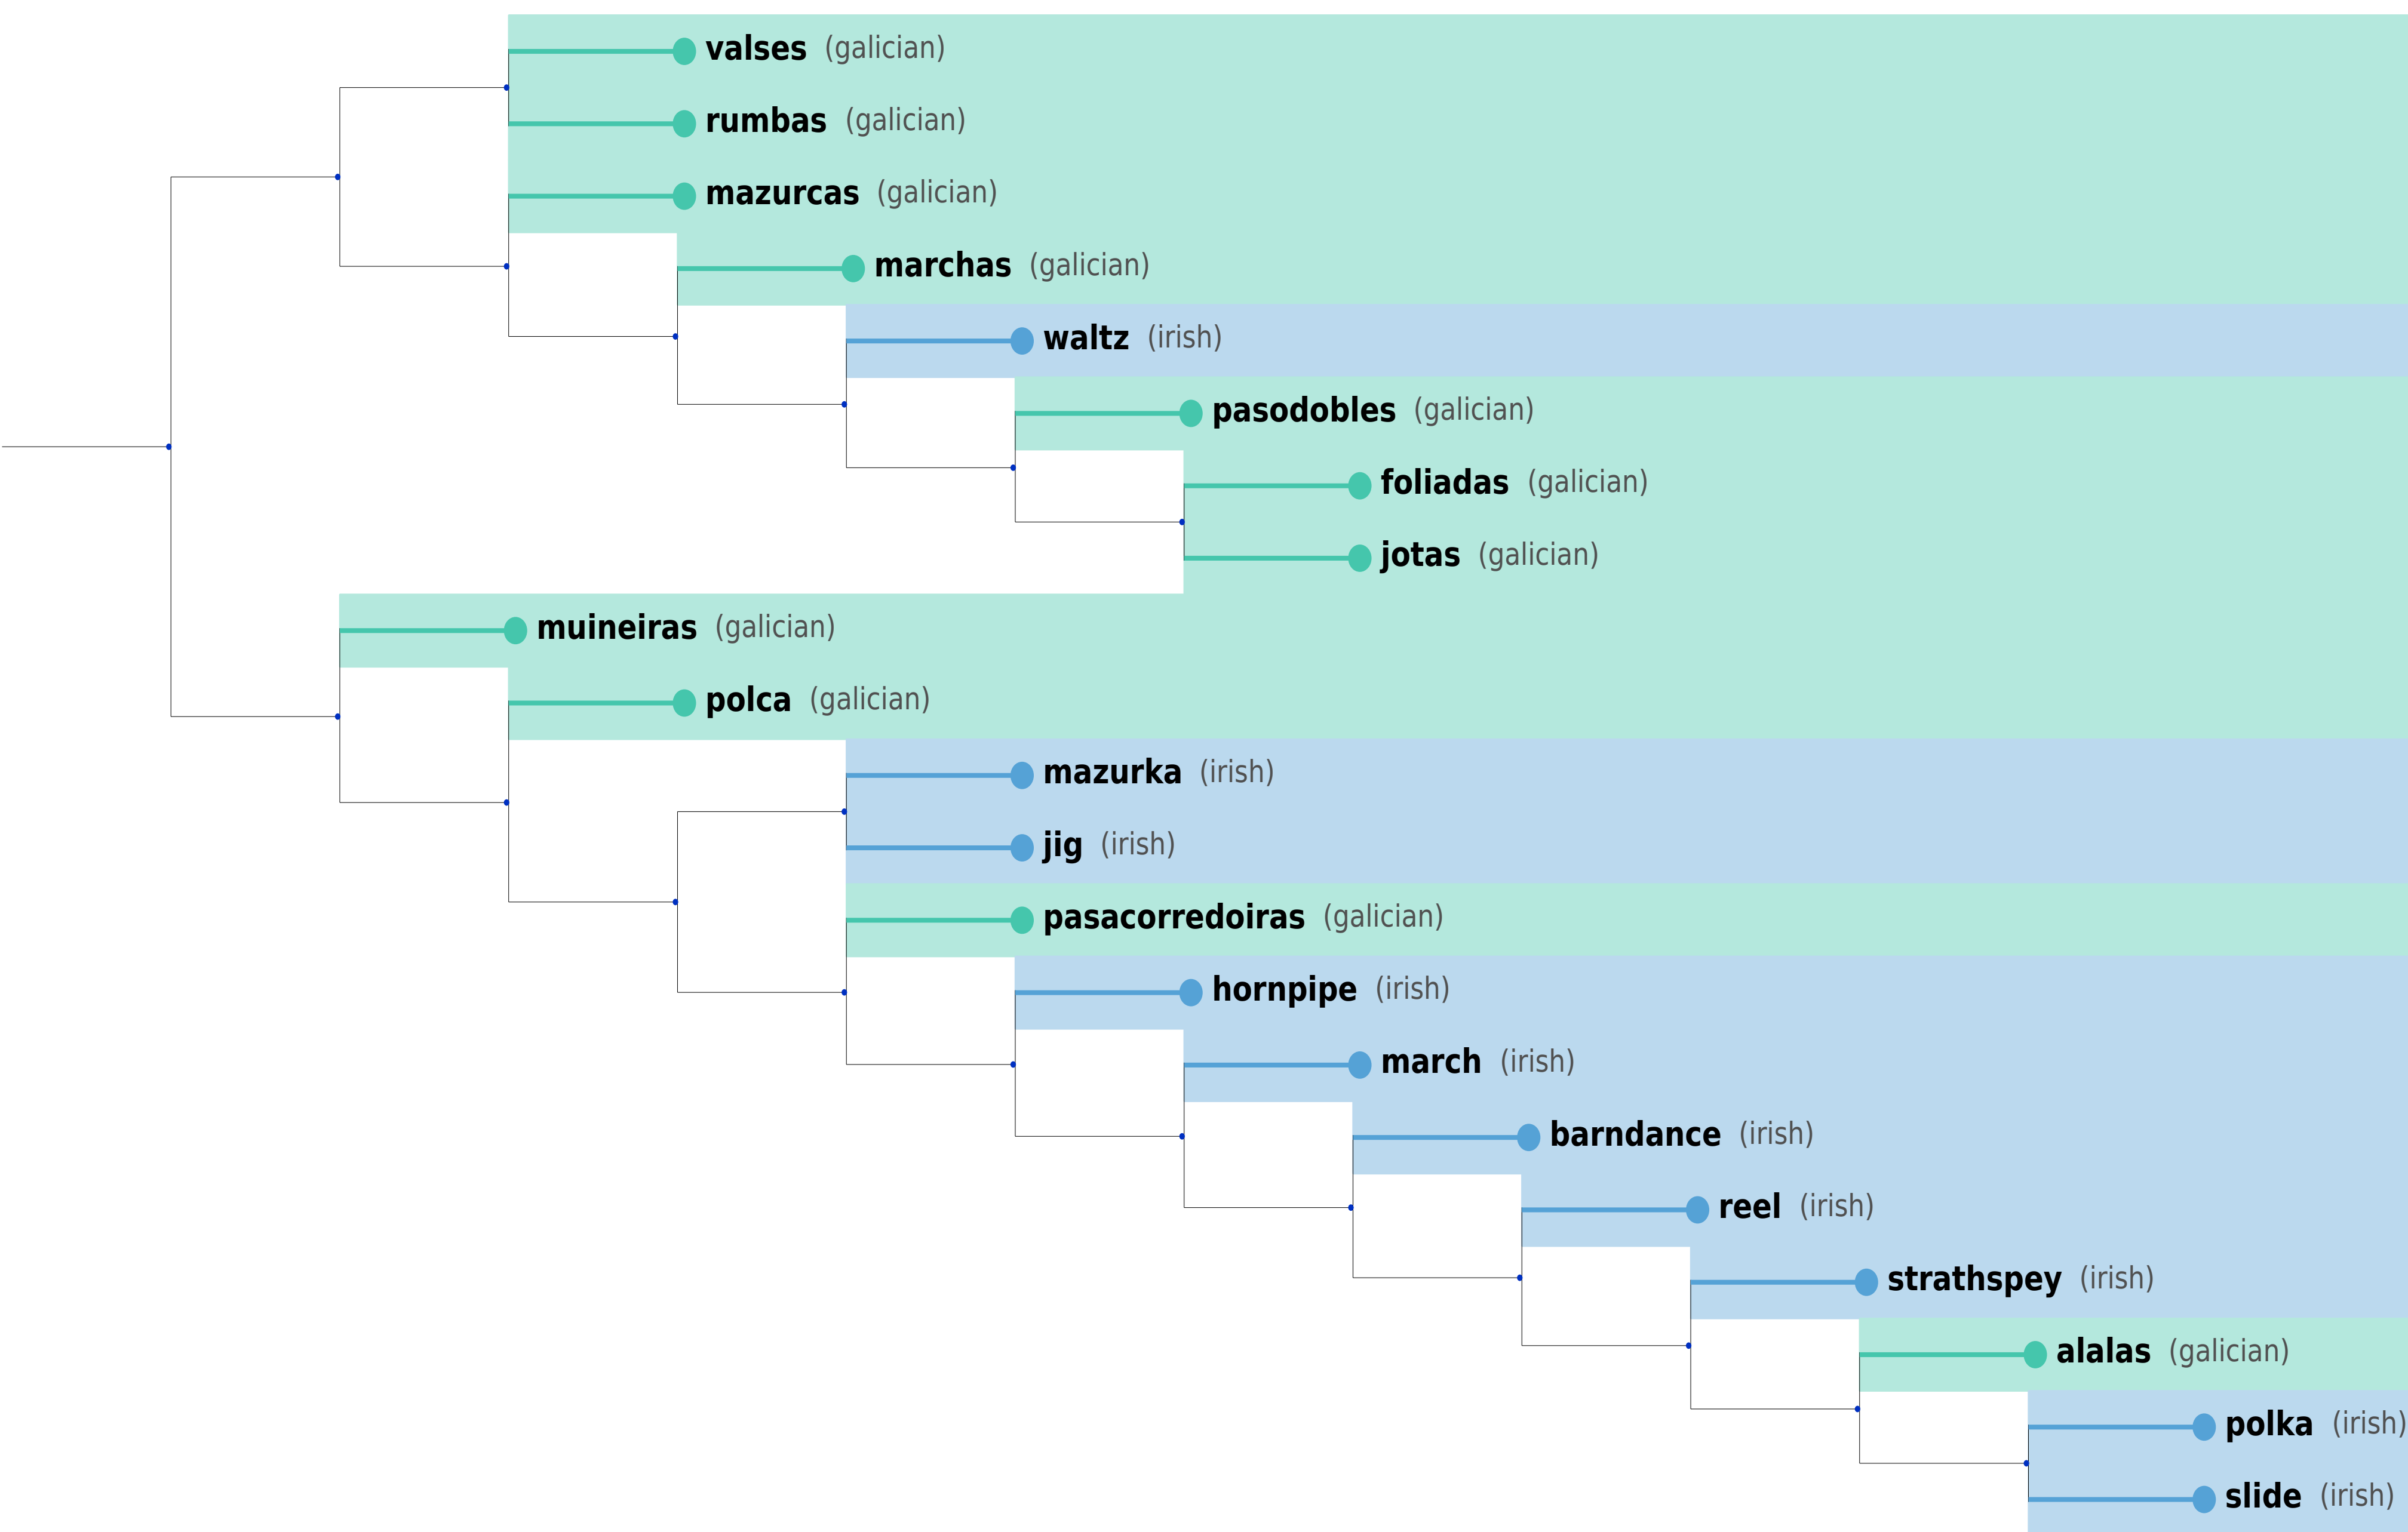 valses (galician)
rumbas (galician)
mazurcas (galician)
marchas (galician)
waltz (irish)
pasodobles (galician)
foliadas (galician)
jotas (galician)
muineiras (galician)
polca (galician)
mazurka (irish)
jig (irish)
pasacorredoiras (galician)
hornpipe (irish)
march (irish)
barndance (irish)
reel (irish)
strathspey (irish)
alalas (galician)
polka (irish)
slide (irish)